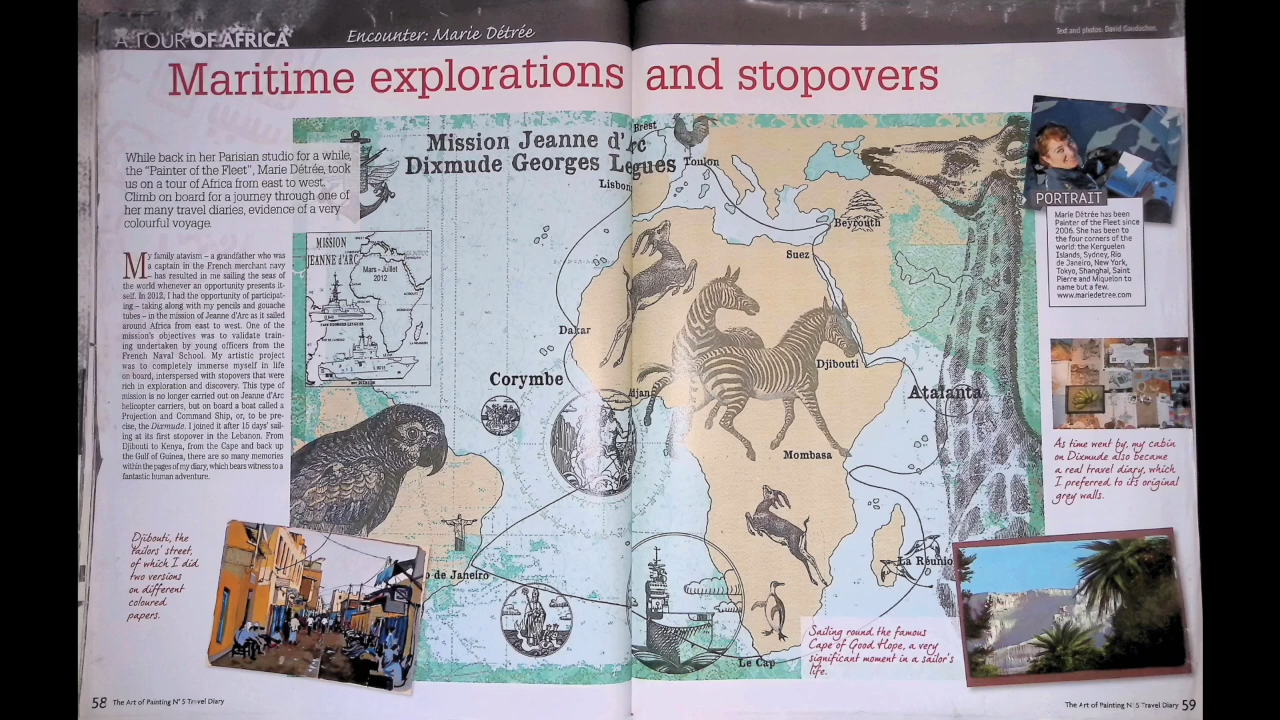 A TOUR OF AFRICA
Encounter: Marie Détrée
Text and photos: David Gauduchon.
Maritime explorations and stopovers
While back in her Parisian studio for a while,
the "Painter of the Fleet", Marie Détrée, took
us on a tour of Africa from east to west.
Climb on board for a journey through one of
her many travel diaries, evidence of a very
colourful voyage.
My family atavism – a grandfather who was
a captain in the French merchant navy
– has resulted in me sailing the seas of
the world whenever an opportunity presents it-
self. In 2012, I had the opportunity of participat-
ing – taking along with my pencils and gouache
tubes – in the mission of Jeanne d'Arc as it sailed
around Africa from east to west. One of the
mission's objectives was to validate train-
ing undertaken by young officers from the
French Naval School. My artistic project
was to completely immerse myself in life
on board, interspersed with stopovers that were
rich in exploration and discovery. This type of
mission is no longer carried out on Jeanne d'Arc
helicopter carriers, but on board a boat called a
Projection and Command Ship, or, to be pre-
cise, the Dixmude. I joined it after 15 days' sail-
ing at its first stopover in the Lebanon. From
Djibouti to Kenya, from the Cape and back up
the Gulf of Guinea, there are so many memories
within the pages of my diary, which bears witness to a
fantastic human adventure.
Djibouti, the
tailors' street,
of which I did
two versions
on different
coloured
papers.
Mission Jeanne d'Arc
Dixmude Georges Legues
MISSION
JEANNE d'ARC
Mars - Juillet
2012
Brest
Toulon
Lisbon
Beyrouth
Suez
Dakar
Djibouti
Corymbe
djan
Atalanta
Mombasa
o de Janeiro
La Réunio
Le Cap
Sailing round the famous
Cape of Good Hope, a very
significant moment in a sailor's
life.
PORTRAIT
Marie Détrée has been
Painter of the Fleet since
2006. She has been to
the four corners of the
world: the Kerguelen
Islands, Sydney, Rio
de Janeiro, New York,
Tokyo, Shanghai, Saint
Pierre and Miquelon to
name but a few.
www.mariedetree.com
As time went by, my cabin
on Dixmude also became
a real travel diary, which
I preferred to its original
grey walls.
58 The Art of Painting N°5 Travel Diary
The Art of Painting N°5 Travel Diary 59